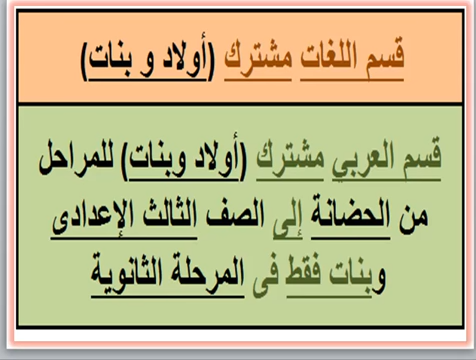 قسم اللغات مشترك (أولاد و بنات)
قسم العربي مشترك (أولاد وبنات) للمراحل
من الحضانة إلى الصف الثالث الإعدادى
وبنات فقط فى المرحلة الثانوية